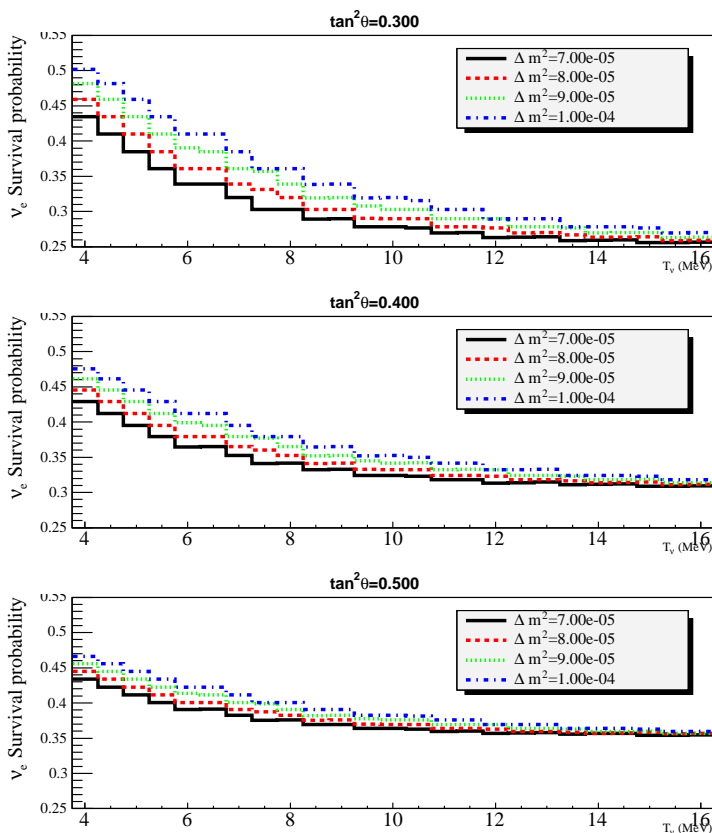 tan²θ=0.300
ν_e Survival probability
0.55
0.5
0.45
0.4
0.35
0.3
0.25
Δ m²=7.00e-05
Δ m²=8.00e-05
Δ m²=9.00e-05
Δ m²=1.00e-04
4 6 8 10 12 14 16
T_ν (MeV)
tan²θ=0.400
ν_e Survival probability
0.55
0.5
0.45
0.4
0.35
0.3
0.25
Δ m²=7.00e-05
Δ m²=8.00e-05
Δ m²=9.00e-05
Δ m²=1.00e-04
4 6 8 10 12 14 16
T_ν (MeV)
tan²θ=0.500
ν_e Survival probability
0.55
0.5
0.45
0.4
0.35
0.3
0.25
Δ m²=7.00e-05
Δ m²=8.00e-05
Δ m²=9.00e-05
Δ m²=1.00e-04
4 6 8 10 12 14 16
T_ν (MeV)